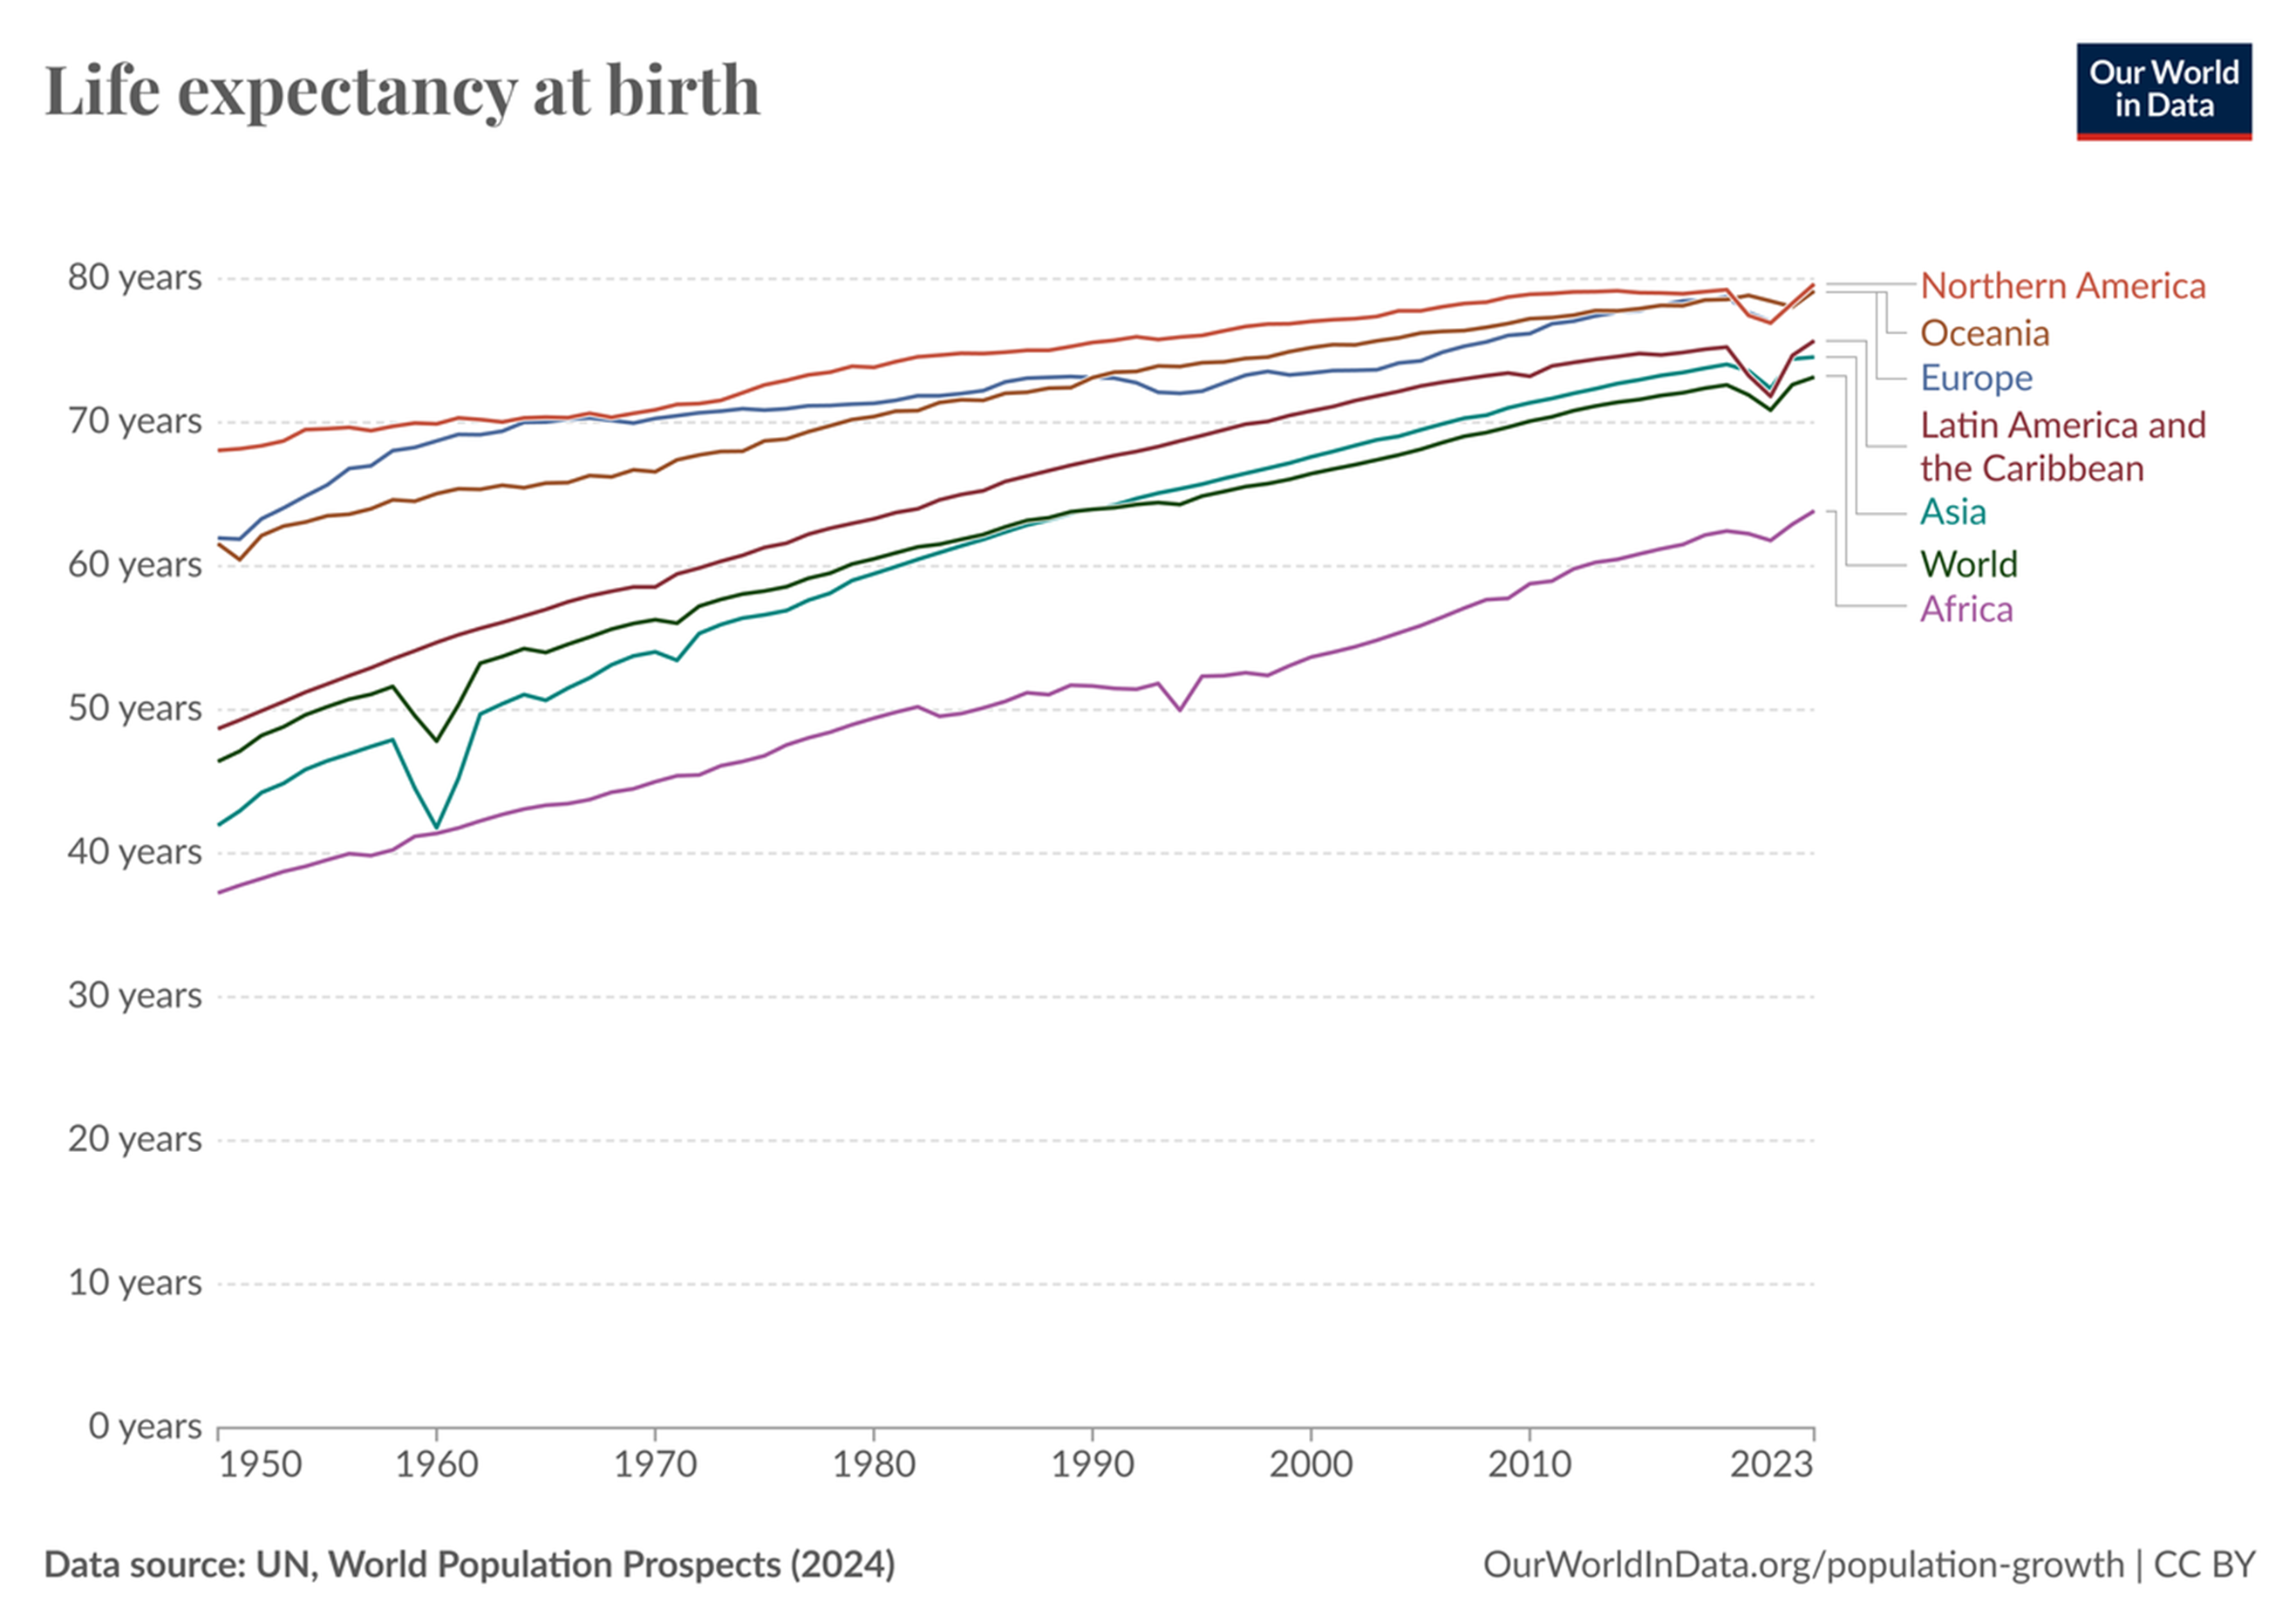 Life expectancy at birth
Our World
in Data
80 years
70 years
60 years
50 years
40 years
30 years
20 years
10 years
0 years
1950 1960 1970 1980 1990 2000 2010 2023
Northern America
Oceania
Europe
Latin America and
the Caribbean
Asia
World
Africa
Data source: UN, World Population Prospects (2024)
OurWorldInData.org/population-growth | CC BY